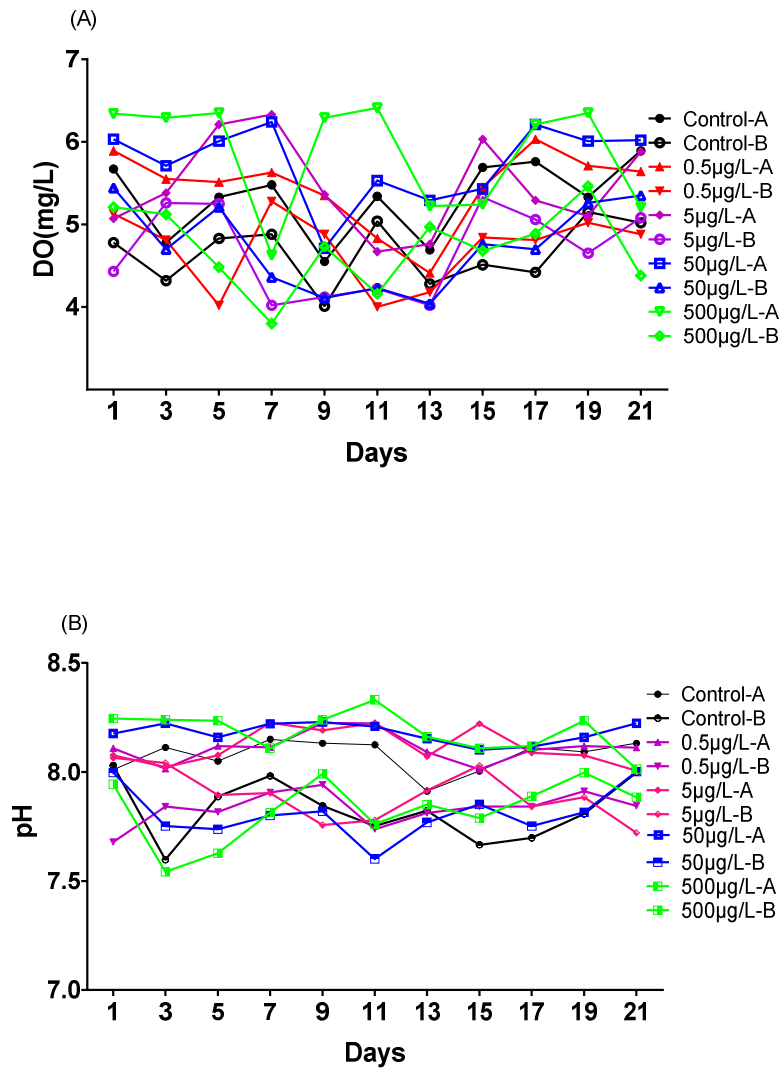 (A)
7
6
5
4
DO(mg/L)
1 3 5 7 9 11 13 15 17 19 21
Days
Control-A
Control-B
0.5µg/L-A
0.5µg/L-B
5µg/L-A
5µg/L-B
50µg/L-A
50µg/L-B
500µg/L-A
500µg/L-B
(B)
8.5
8.0
7.5
7.0
pH
1 3 5 7 9 11 13 15 17 19 21
Days
Control-A
Control-B
0.5µg/L-A
0.5µg/L-B
5µg/L-A
5µg/L-B
50µg/L-A
50µg/L-B
500µg/L-A
500µg/L-B